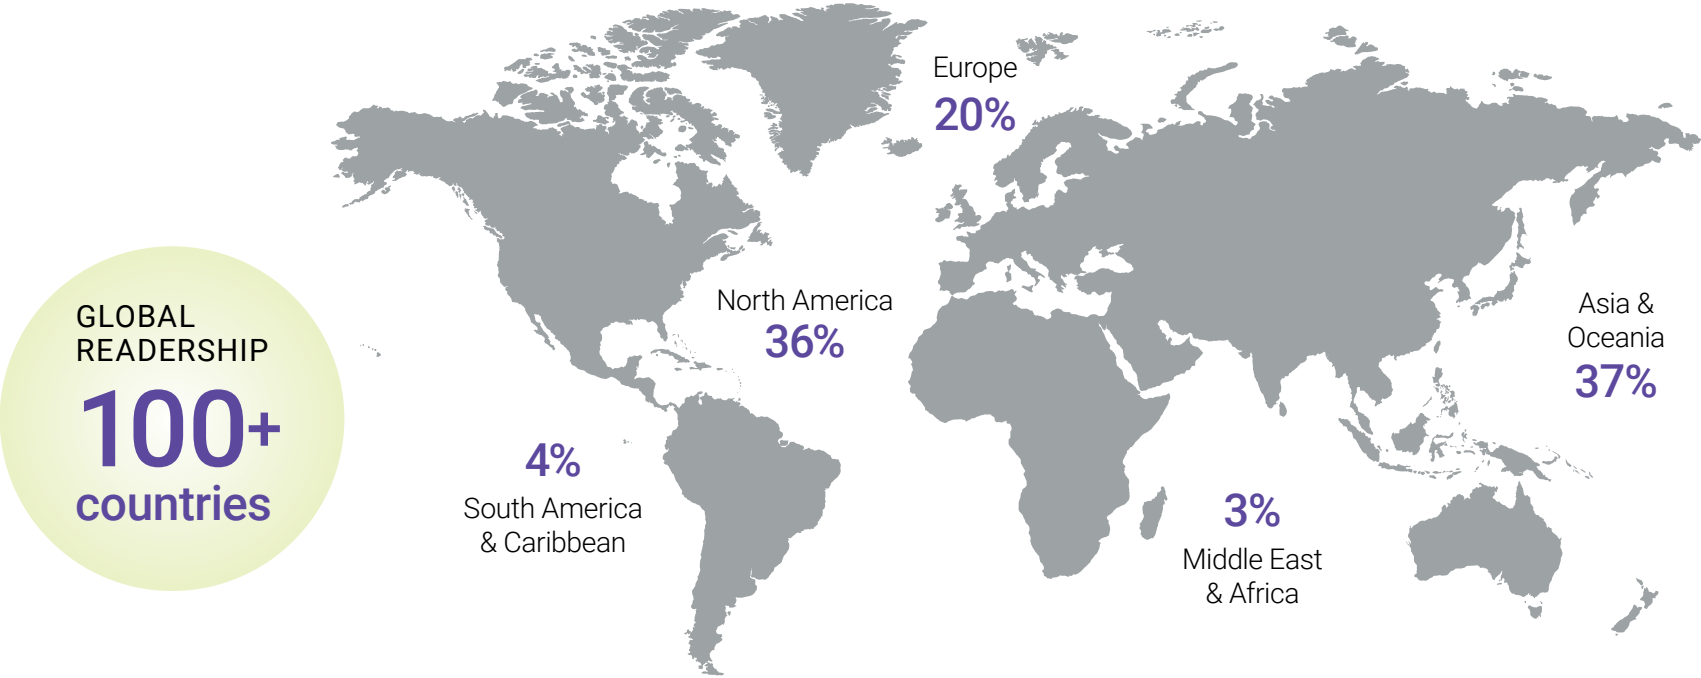 GLOBAL
READERSHIP
100+
countries
Europe
20%
North America
36%
Asia &
Oceania
37%
4%
South America
& Caribbean
3%
Middle East
& Africa